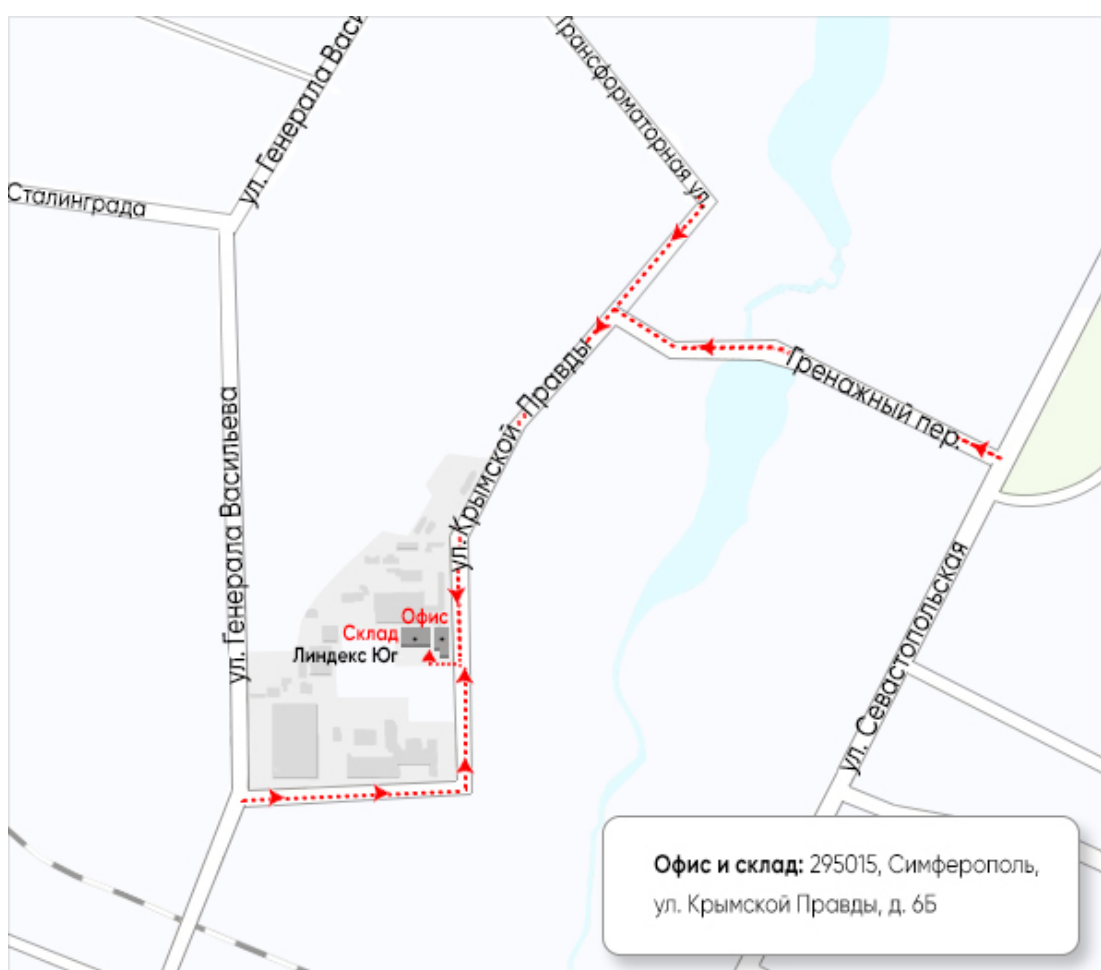 ул. Генерала Васи
Трансформаторная ул.
Сталинграда
ул. Крымской Правды
Гренажный пер.
ул. Генерала Васильева
Офис
Склад
Линдекс Юг
ул. Севастопольская
Офис и склад: 295015, Симферополь,
ул. Крымской Правды, д. 6Б